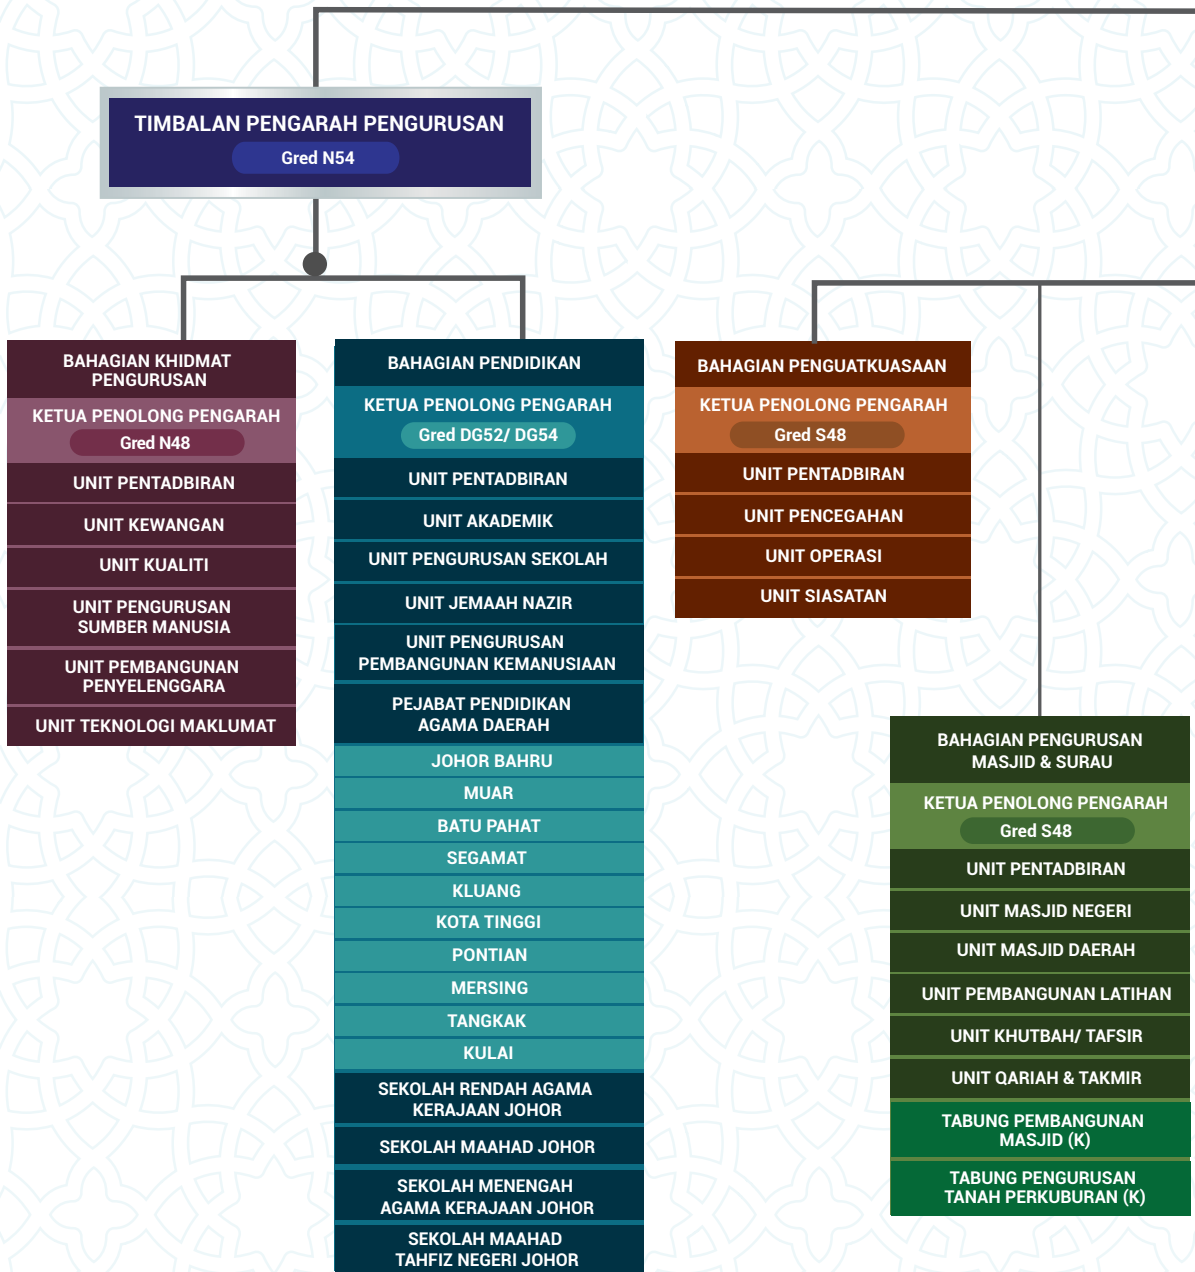 TIMBALAN PENGARAH PENGURUSAN
Gred N54
BAHAGIAN KHIDMAT
PENGURUSAN
KETUA PENOLONG PENGARAH
Gred N48
UNIT PENTADBIRAN
UNIT KEWANGAN
UNIT KUALITI
UNIT PENGURUSAN
SUMBER MANUSIA
UNIT PEMBANGUNAN
PENYELENGGARA
UNIT TEKNOLOGI MAKLUMAT
BAHAGIAN PENDIDIKAN
KETUA PENOLONG PENGARAH
Gred DG52/ DG54
UNIT PENTADBIRAN
UNIT AKADEMIK
UNIT PENGURUSAN SEKOLAH
UNIT JEMAAH NAZIR
UNIT PENGURUSAN
PEMBANGUNAN KEMANUSIAAN
PEJABAT PENDIDIKAN
AGAMA DAERAH
JOHOR BAHRU
MUAR
BATU PAHAT
SEGAMAT
KLUANG
KOTA TINGGI
PONTIAN
MERSING
TANGKAK
KULAI
SEKOLAH RENDAH AGAMA
KERAJAAN JOHOR
SEKOLAH MAAHAD JOHOR
SEKOLAH MENENGAH
AGAMA KERAJAAN JOHOR
SEKOLAH MAAHAD
TAHFIZ NEGERI JOHOR
BAHAGIAN PENGUATKUASAAN
KETUA PENOLONG PENGARAH
Gred S48
UNIT PENTADBIRAN
UNIT PENCEGAHAN
UNIT OPERASI
UNIT SIASATAN
BAHAGIAN PENGURUSAN
MASJID & SURAU
KETUA PENOLONG PENGARAH
Gred S48
UNIT PENTADBIRAN
UNIT MASJID NEGERI
UNIT MASJID DAERAH
UNIT PEMBANGUNAN LATIHAN
UNIT KHUTBAH/ TAFSIR
UNIT QARIAH & TAKMIR
TABUNG PEMBANGUNAN
MASJID (K)
TABUNG PENGURUSAN
TANAH PERKUBURAN (K)